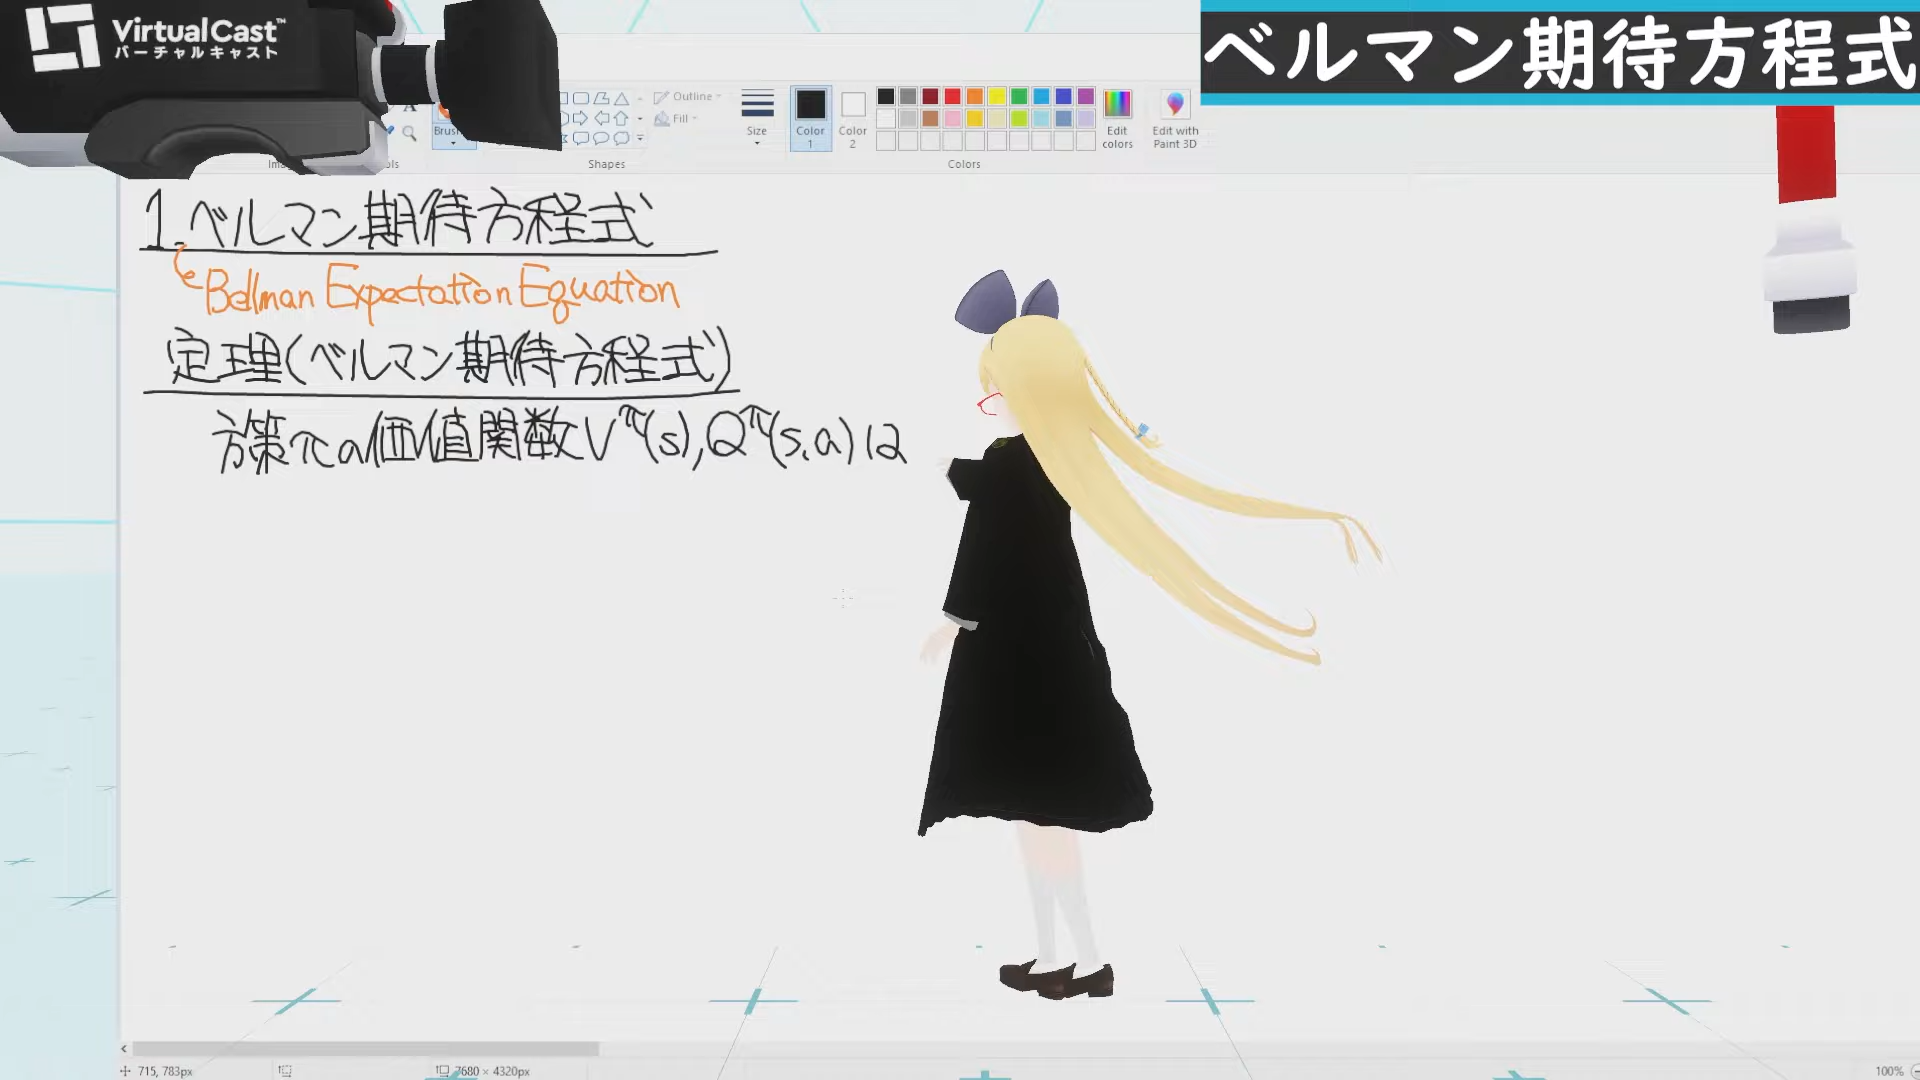 VirtualCast™
バーチャルキャスト
ベルマン期待方程式
Outline
Fill
Size
Color 1
Color 2
Edit colors
Edit with Paint 3D
Shapes
Colors
1.ベルマン期待方程式
Bellman Expectation Equation
定理(ベルマン期待方程式)
方策πの価値関数V^π(s),Q^π(s,a)は
715, 783px
7680 × 4320px
100%